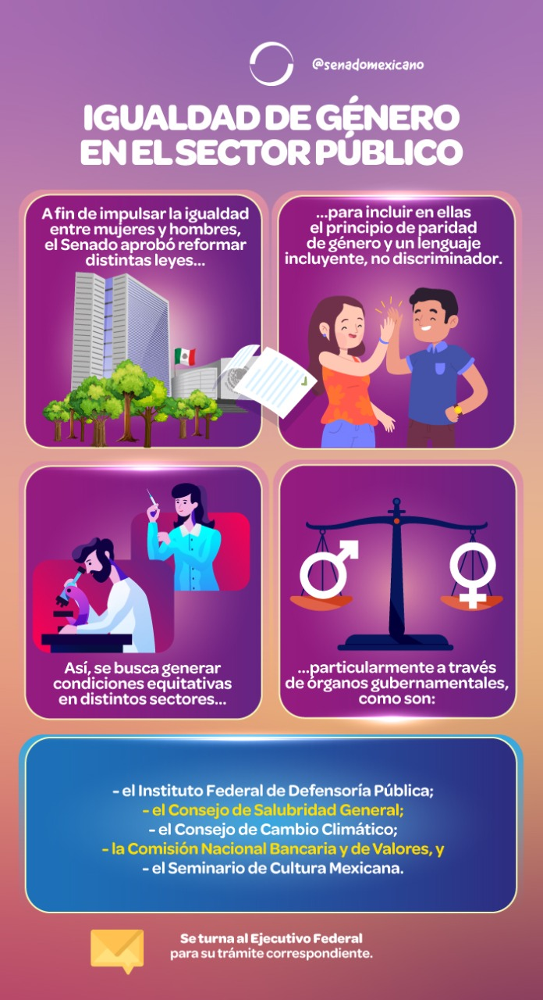 @senadomexicano
IGUALDAD DE GÉNERO
EN EL SECTOR PÚBLICO
A fin de impulsar la igualdad
entre mujeres y hombres,
el Senado aprobó reformar
distintas leyes...
...para incluir en ellas
el principio de paridad
de género y un lenguaje
incluyente, no discriminador.
Así, se busca generar
condiciones equitativas
en distintos sectores...
...particularmente a través
de órganos gubernamentales,
como son:
- el Instituto Federal de Defensoría Pública;
- el Consejo de Salubridad General;
- el Consejo de Cambio Climático;
- la Comisión Nacional Bancaria y de Valores, y
- el Seminario de Cultura Mexicana.
Se turna al Ejecutivo Federal
para su trámite correspondiente.